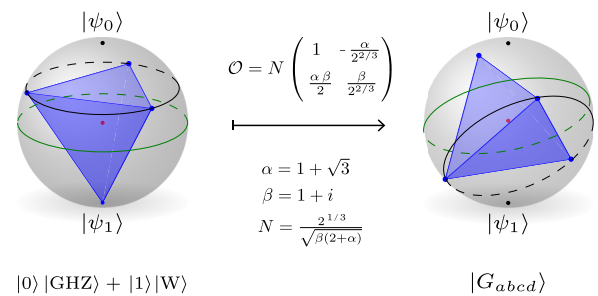 |ψ₀⟩
|ψ₁⟩
|0⟩ |GHZ⟩ + |1⟩ |W⟩
𝒪 = N ( 1 -α/2^{2/3} ; α β/2 β/2^{2/3} )
α = 1 + √3
β = 1 + i
N = 2^{1/3}/√(β(2+α))
|ψ₀⟩
|ψ₁⟩
|G_{abcd}⟩